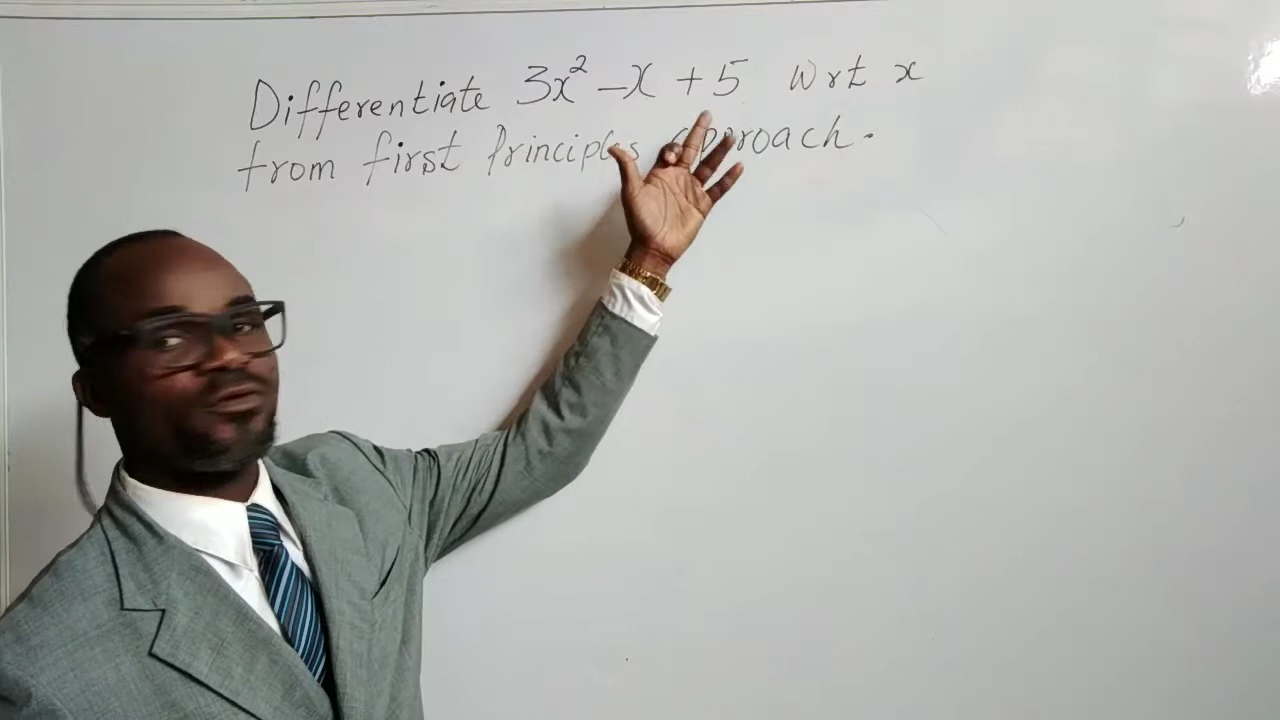 Differentiate 3x² - x + 5 wrt x
from first principles approach.